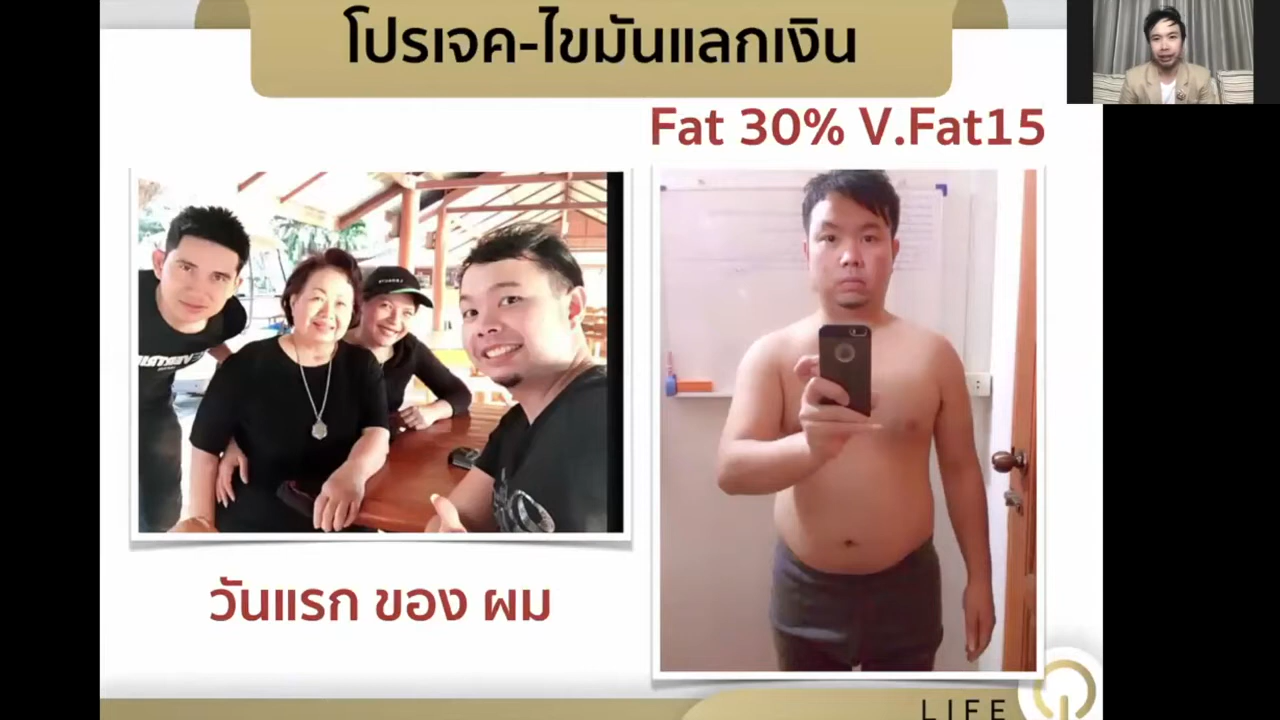 โปรเจค-ไขมันแลกเงิน
Fat 30% V.Fat15
วันแรก ของ ผม
LIFE